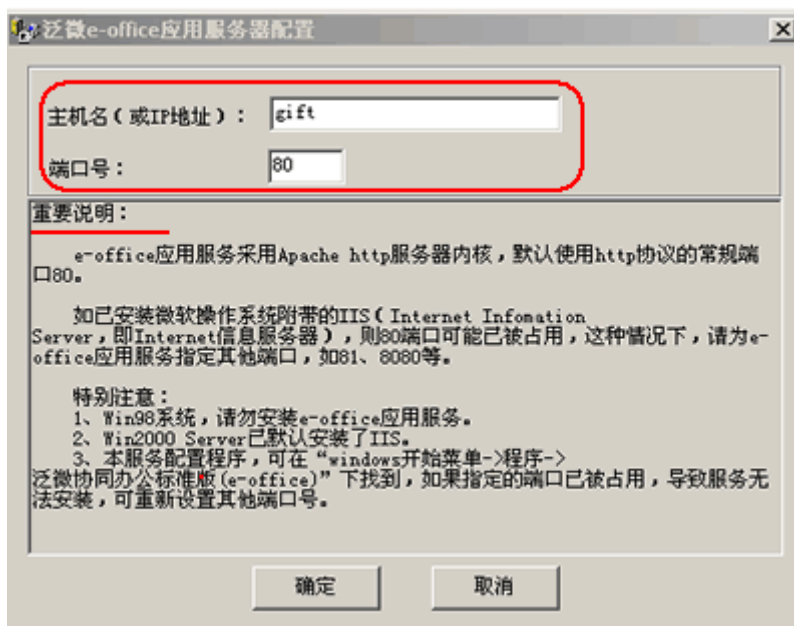 泛微e-office应用服务器配置
主机名(或IP地址): gift
端口号: 80
重要说明:
e-office应用服务采用Apache http服务器内核,默认使用http协议的常规端
口80。
如已安装微软操作系统附带的IIS(Internet Infomation
Server,即Internet信息服务器),则80端口可能已被占用,这种情况下,请为e-
office应用服务指定其他端口,如81、8080等。
特别注意:
1、Win98系统,请勿安装e-office应用服务。
2、Win2000 Server已默认安装了IIS。
3、本服务配置程序,可在“windows开始菜单->程序->
泛微协同办公标准版(e-office)”下找到,如果指定的端口已被占用,导致服务无
法安装,可重新设置其他端口号。
确定 取消